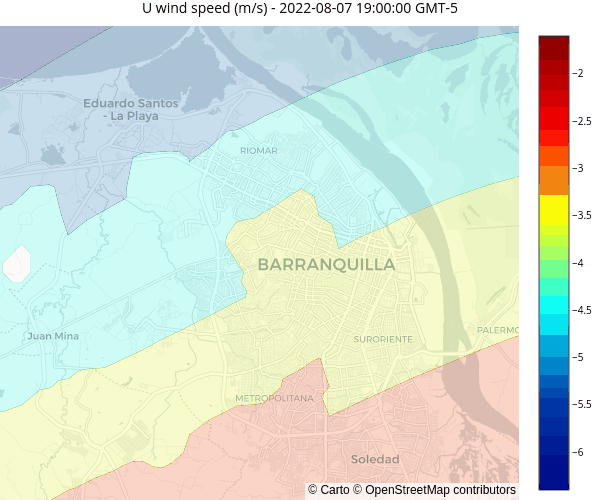 U wind speed (m/s) - 2022-08-07 19:00:00 GMT-5
Eduardo Santos
- La Playa
RIOMAR
BARRANQUILLA
Juan Mina
SURORIENTE
PALERMO
METROPOLITANA
Soledad
© Carto © OpenStreetMap contributors
−2
−2.5
−3
−3.5
−4
−4.5
−5
−5.5
−6